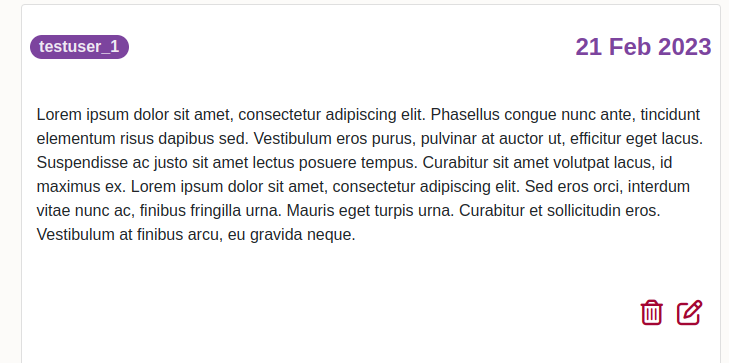 testuser_1
21 Feb 2023
Lorem ipsum dolor sit amet, consectetur adipiscing elit. Phasellus congue nunc ante, tincidunt
elementum risus dapibus sed. Vestibulum eros purus, pulvinar at auctor ut, efficitur eget lacus.
Suspendisse ac justo sit amet lectus posuere tempus. Curabitur sit amet volutpat lacus, id
maximus ex. Lorem ipsum dolor sit amet, consectetur adipiscing elit. Sed eros orci, interdum
vitae nunc ac, finibus fringilla urna. Mauris eget turpis urna. Curabitur et sollicitudin eros.
Vestibulum at finibus arcu, eu gravida neque.